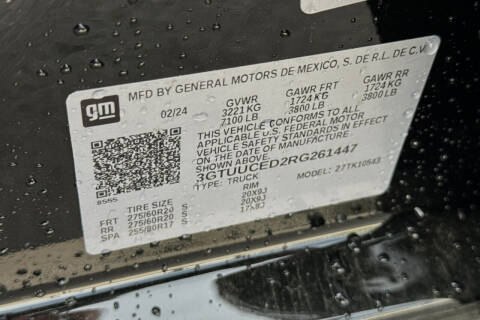 gm
MFD BY GENERAL MOTORS DE MEXICO, S. DE R.L. DE C.V.
02/24 GVWR GAWR FRT GAWR RR
3221 KG 1724 KG 1724 KG
7100 LB 3800 LB 3800 LB
THIS VEHICLE CONFORMS TO ALL
APPLICABLE U.S. FEDERAL MOTOR
VEHICLE SAFETY STANDARDS IN EFFECT
ON THE DATE OF MANUFACTURE
SHOWN ABOVE.
3GTUUCED2RG261447
TYPE: TRUCK MODEL: 2TTK10543
8565
TIRE SIZE RIM
FRT 275/60R20 S 20X9J
RR 275/60R20 S 20X9J
SPA 255/80R17 S 17X8J